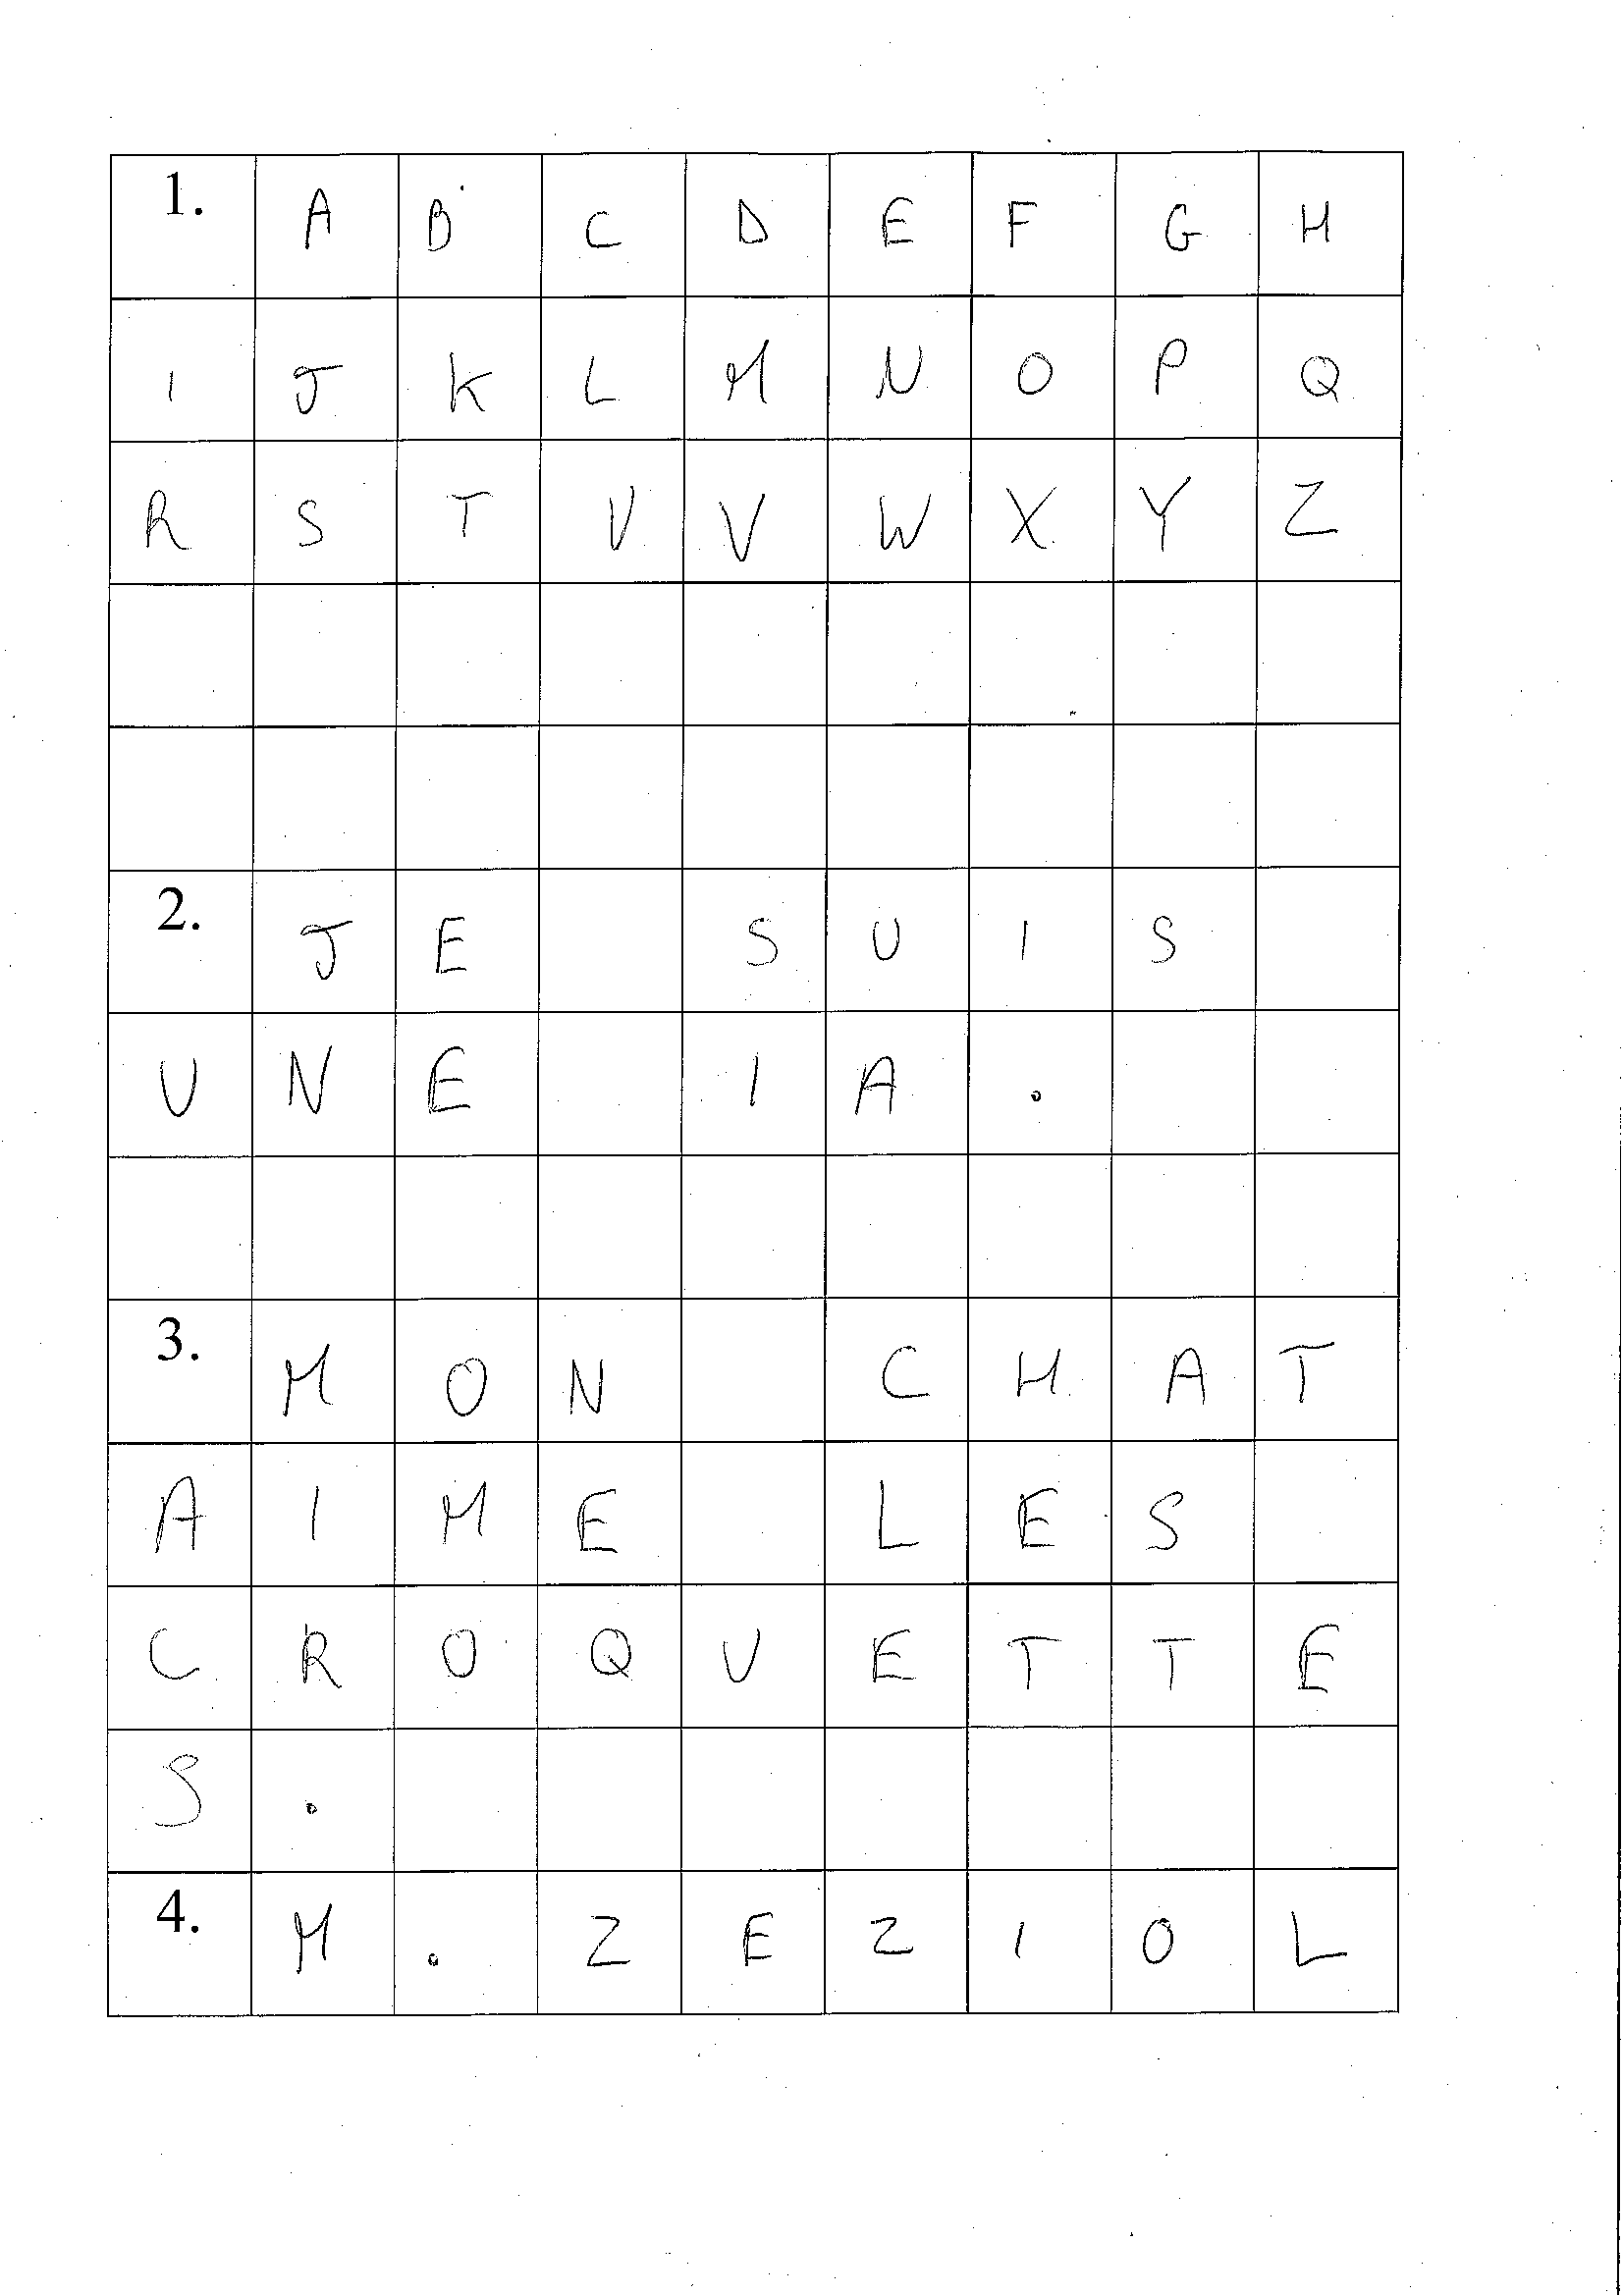 1. A B C D E F G H
I J K L M N O P Q
R S T U V W X Y Z
2. J E   S U I S
U N E   I A .
3. M O N   C H A T
A I M E   L E S
C R O Q U E T T E
S .
4. M . Z E Z I O L